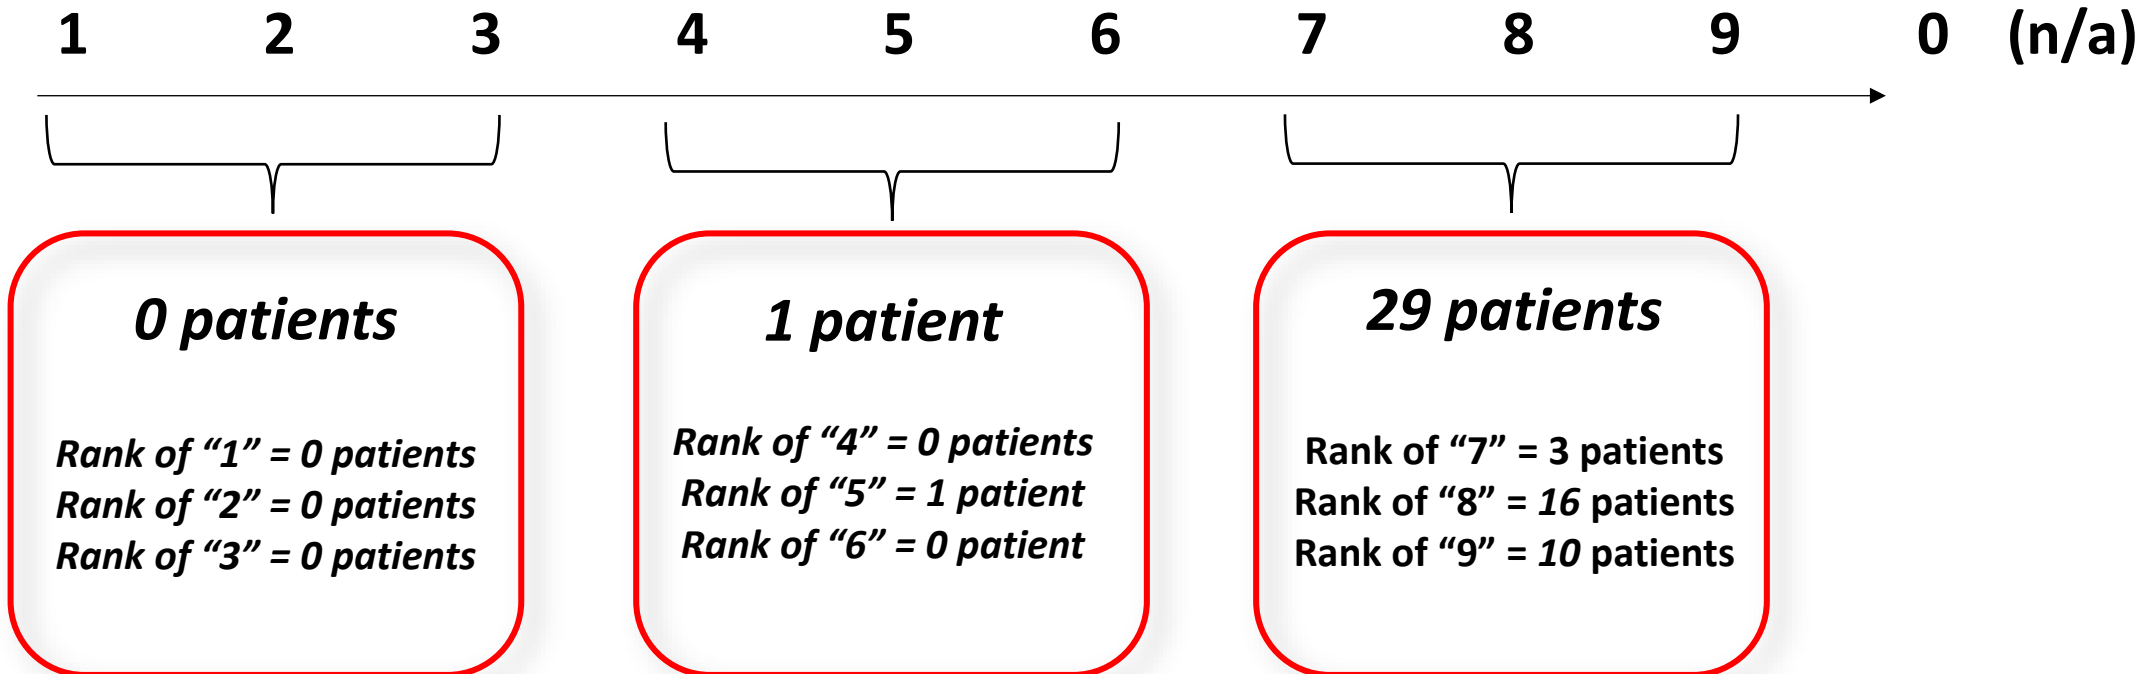 1 2 3 4 5 6 7 8 9 0 (n/a)
0 patients
Rank of “1” = 0 patients
Rank of “2” = 0 patients
Rank of “3” = 0 patients
1 patient
Rank of “4” = 0 patients
Rank of “5” = 1 patient
Rank of “6” = 0 patient
29 patients
Rank of “7” = 3 patients
Rank of “8” = 16 patients
Rank of “9” = 10 patients